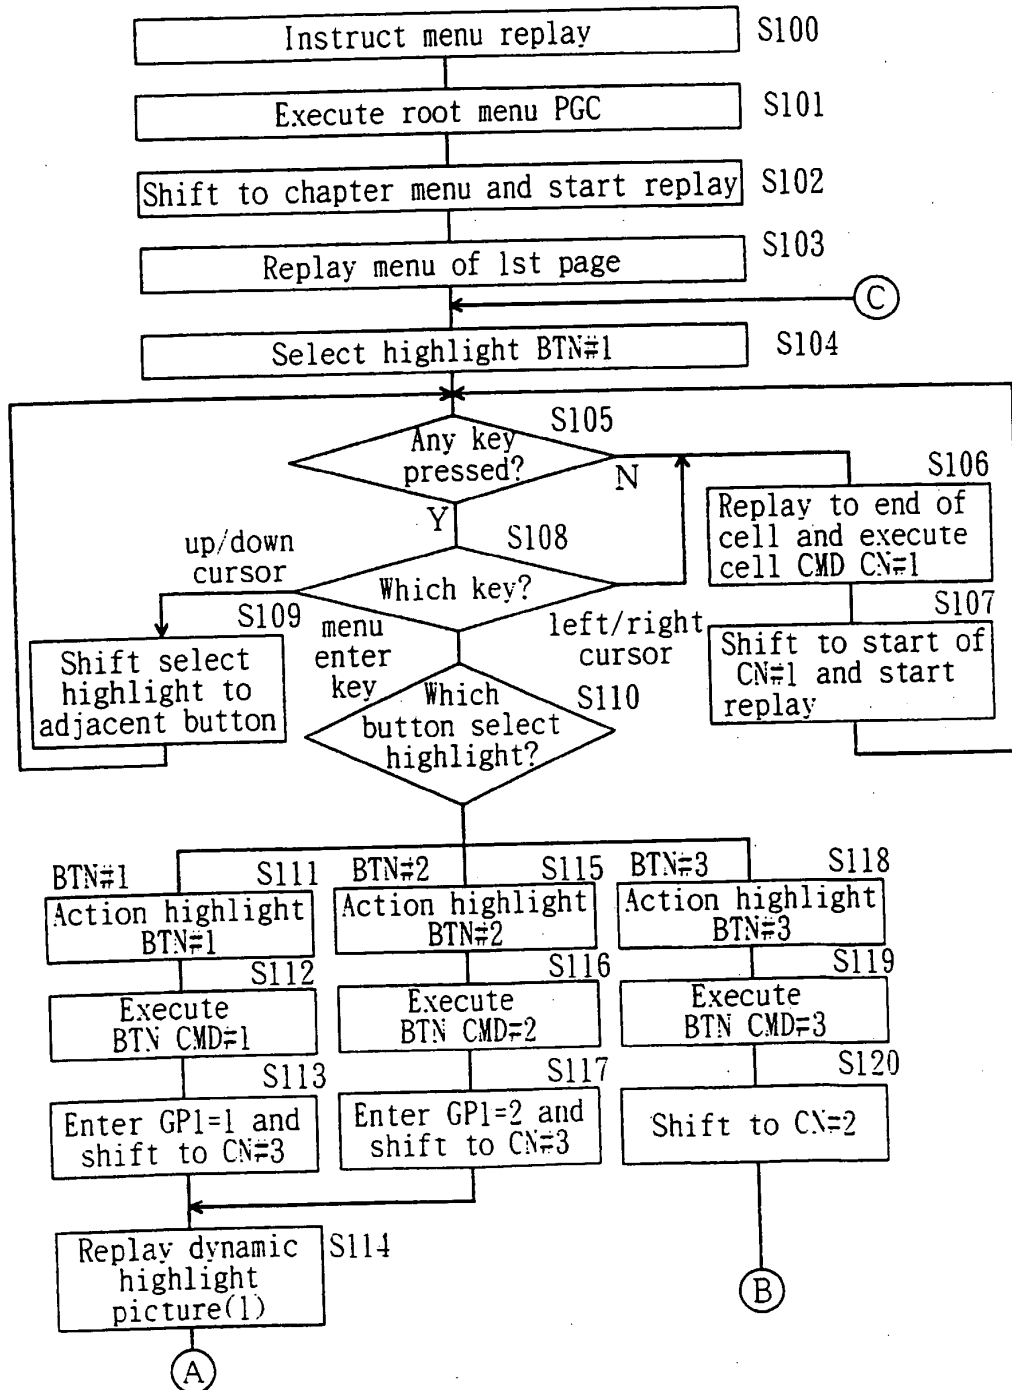 Instruct menu replay
S100
Execute root menu PGC
S101
Shift to chapter menu and start replay
S102
Replay menu of 1st page
S103
C
Select highlight BTN#1
S104
S105
Any key
pressed?
N
Y
S106
Replay to end of
cell and execute
cell CMD CN#1
S107
Shift to start of
CN#1 and start
replay
S108
Which key?
up/down
cursor
menu
enter
key
left/right
cursor
S109
Shift select
highlight to
adjacent button
S110
Which
button select
highlight?
BTN#1
S111
Action highlight
BTN#1
S112
Execute
BTN CMD#1
S113
Enter GP1=1 and
shift to CN#3
S114
Replay dynamic
highlight
picture(1)
A
BTN#2
S115
Action highlight
BTN#2
S116
Execute
BTN CMD#2
S117
Enter GP1=2 and
shift to CN#3
BTN#3
S118
Action highlight
BTN#3
S119
Execute
BTN CMD#3
S120
Shift to CN#2
B